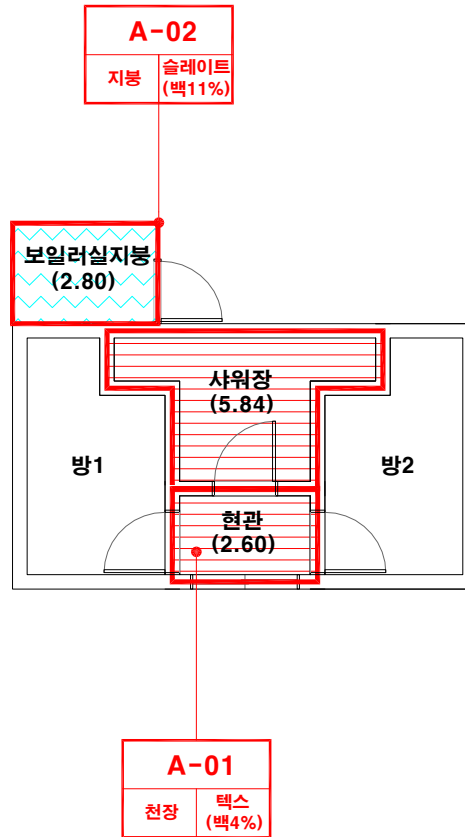 A-02
지붕
슬레이트
(백11%)
보일러실지붕
(2.80)
샤워장
(5.84)
방1
방2
현관
(2.60)
A-01
천장
텍스
(백4%)